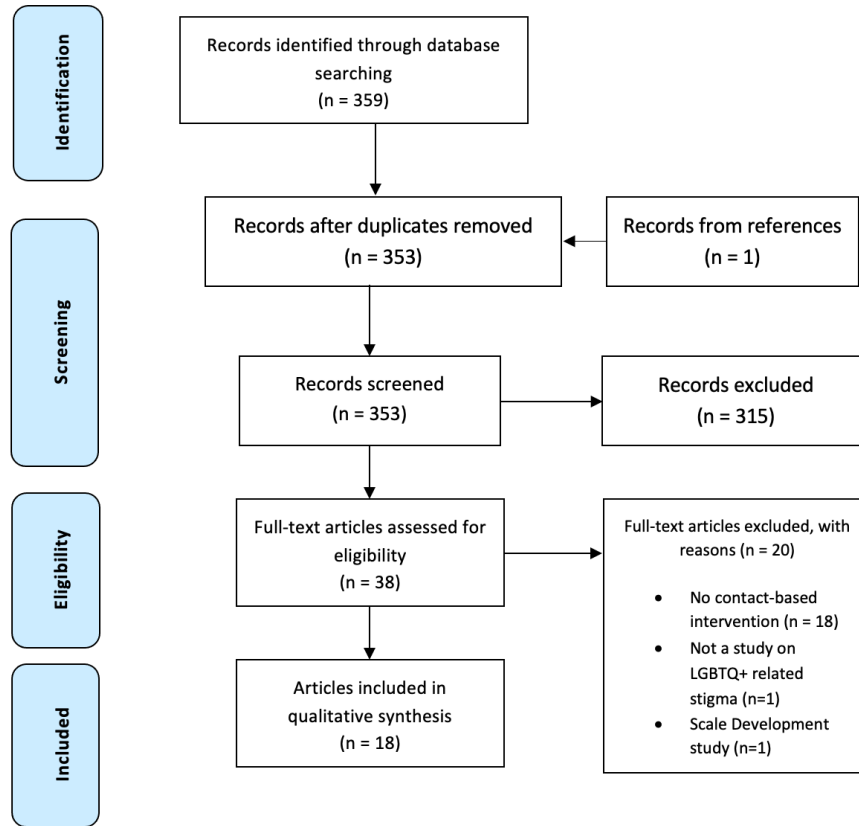 Identification
Records identified through database
searching
(n = 359)
Screening
Records after duplicates removed
(n = 353)
Records from references
(n = 1)
Records screened
(n = 353)
Records excluded
(n = 315)
Eligibility
Full-text articles assessed for
eligibility
(n = 38)
Full-text articles excluded, with
reasons (n = 20)
• No contact-based
intervention (n = 18)
• Not a study on
LGBTQ+ related
stigma (n=1)
• Scale Development
study (n=1)
Included
Articles included in
qualitative synthesis
(n = 18)